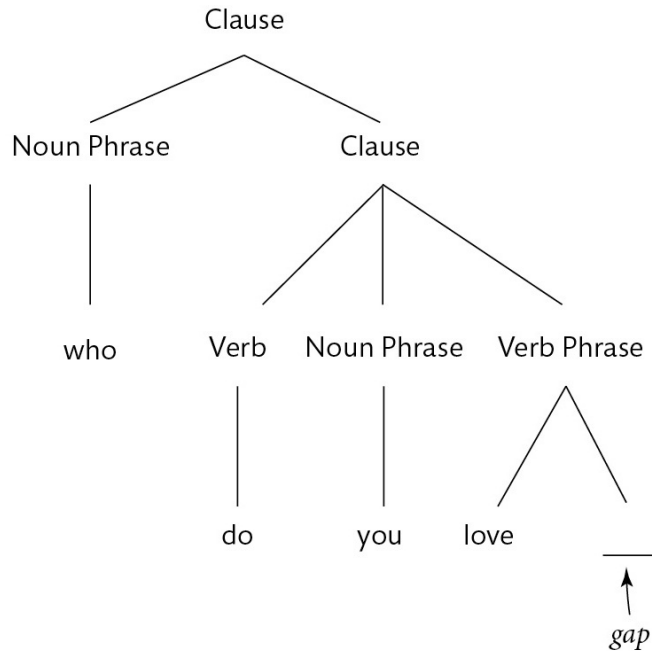 Clause
Noun Phrase Clause
who Verb Noun Phrase Verb Phrase
do you love
gap